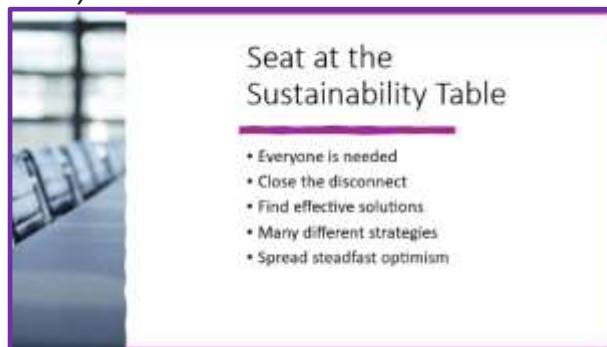 Seat at the
Sustainability Table
• Everyone is needed
• Close the disconnect
• Find effective solutions
• Many different strategies
• Spread steadfast optimism